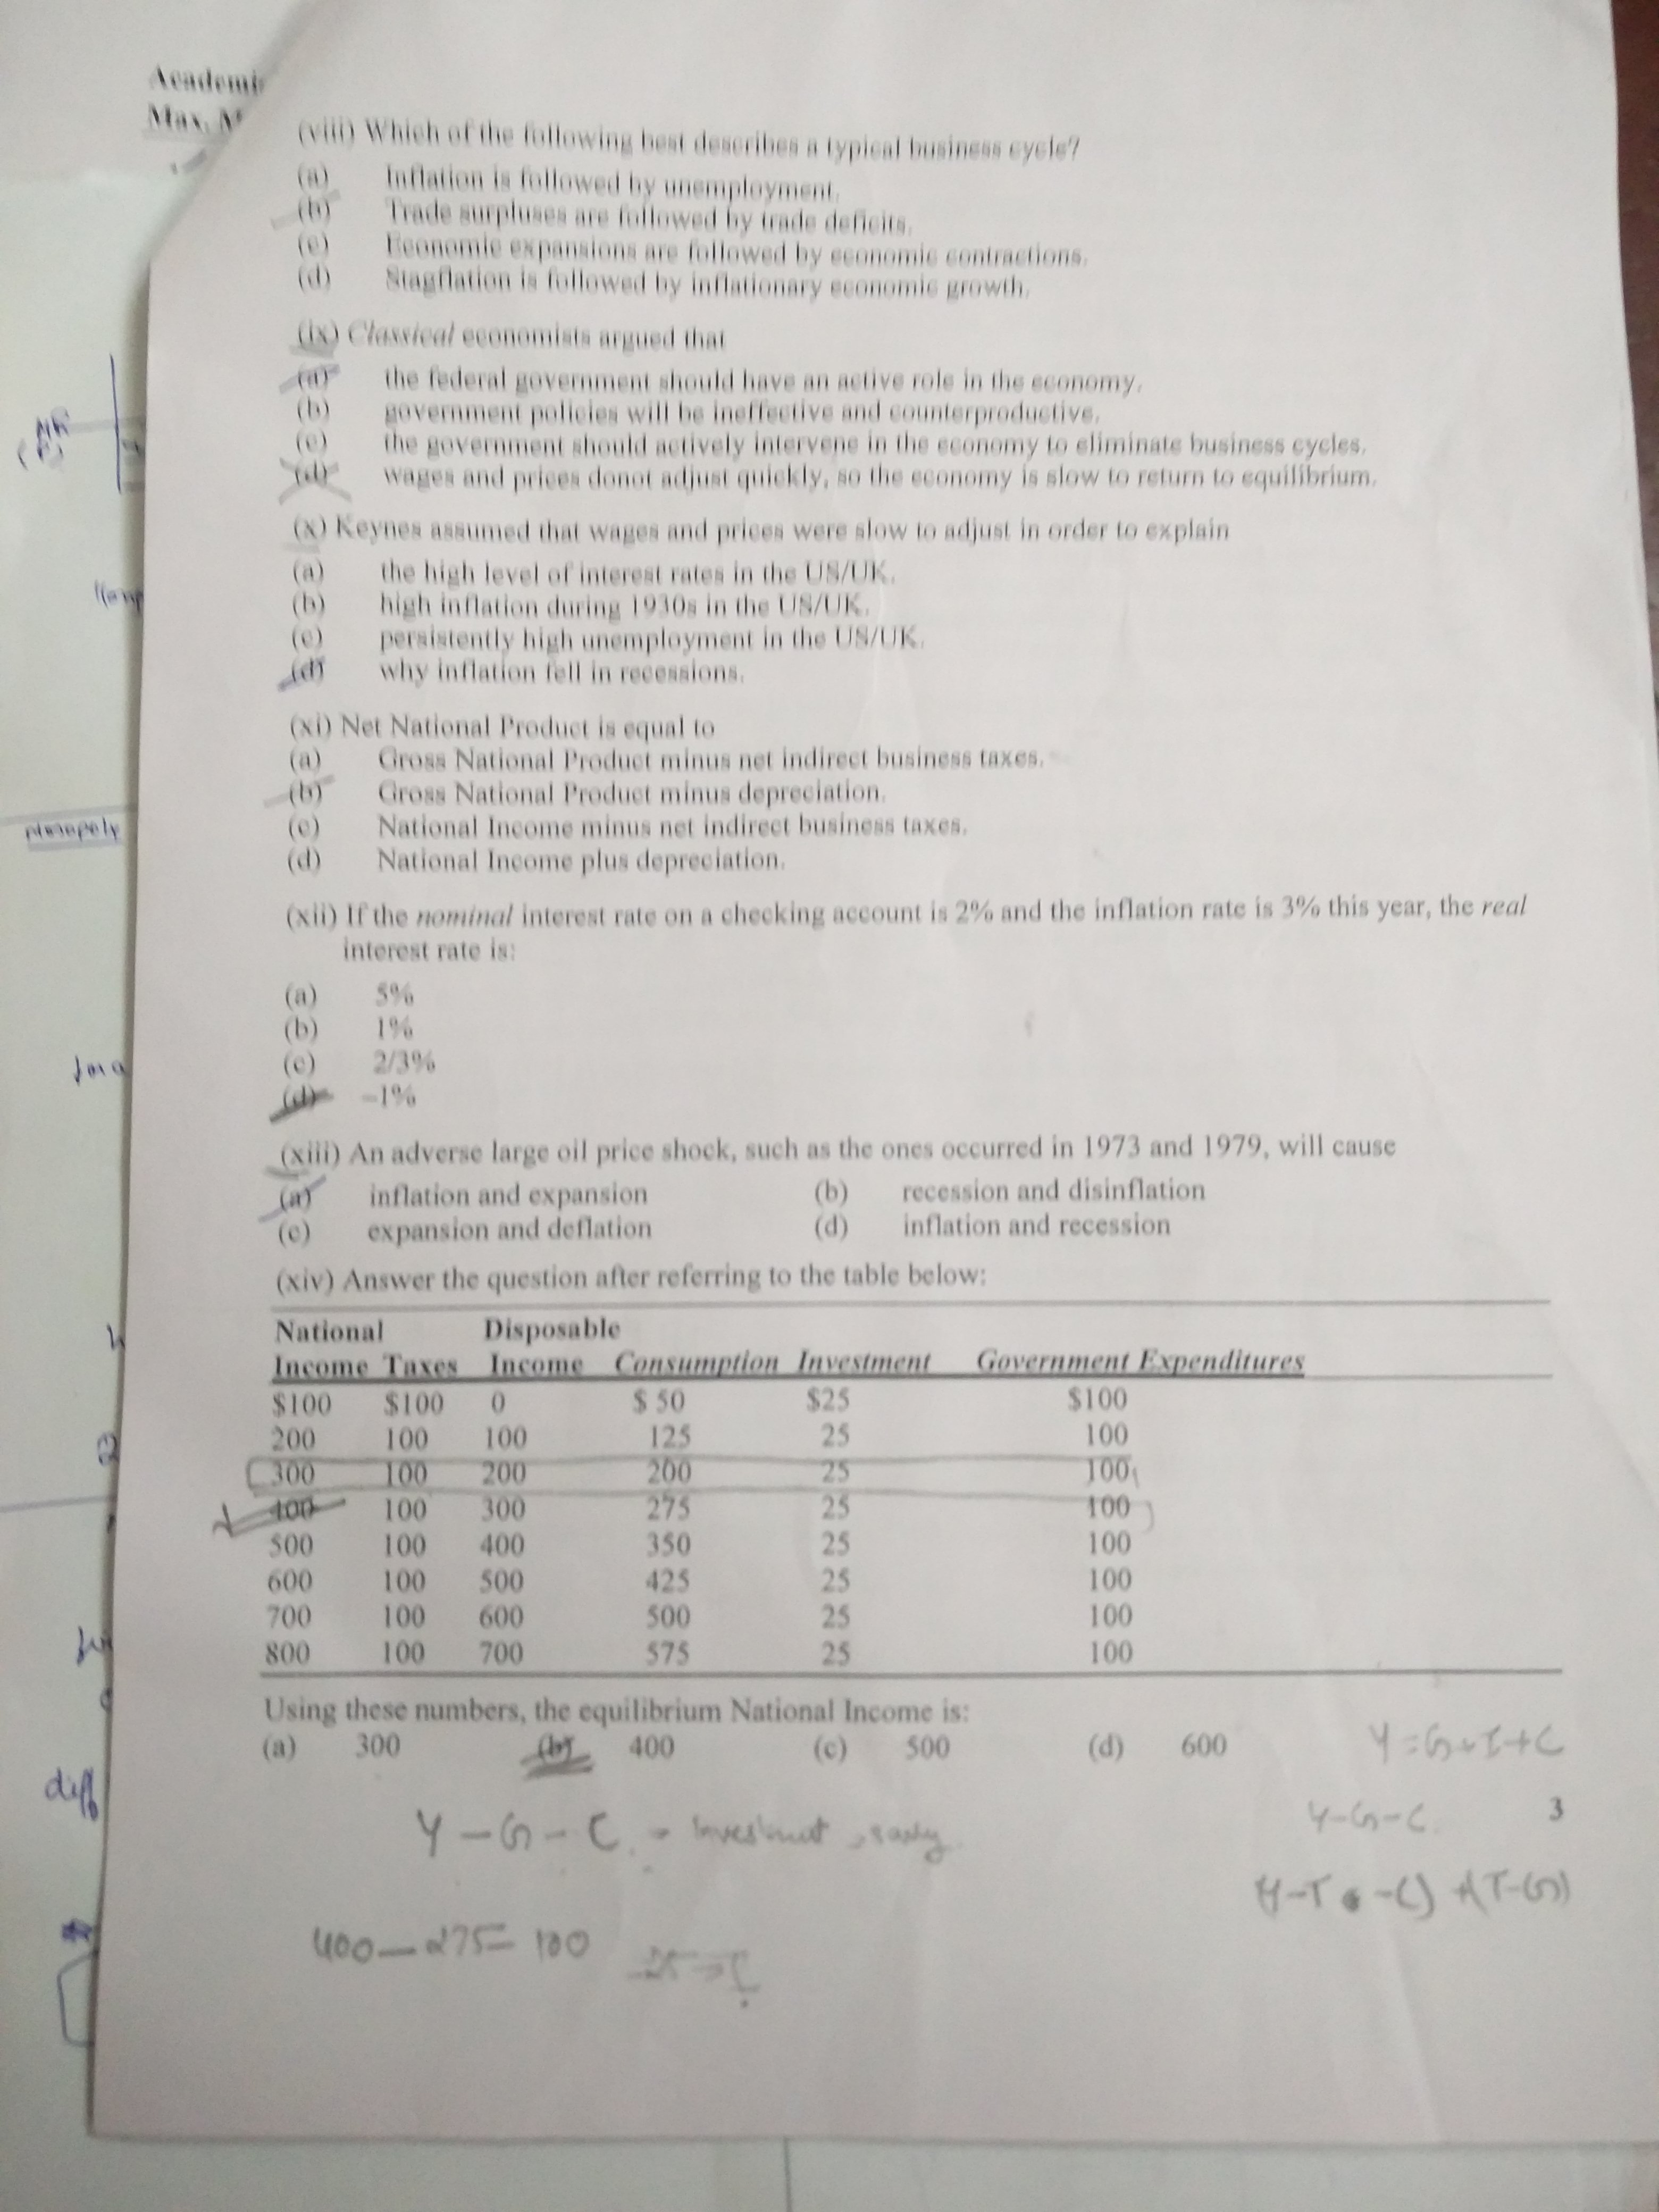 Academi
Max. M
(viii) Which of the following best describes a typical business cycle?
(a) Inflation is followed by unemployment.
(b) Trade surpluses are followed by trade deficits.
(c) Economic expansions are followed by economic contractions.
(d) Stagflation is followed by inflationary economic growth.
(ix) Classical economists argued that
(a) the federal government should have an active role in the economy.
(b) government policies will be ineffective and counterproductive.
(c) the government should actively intervene in the economy to eliminate business cycles.
(d) wages and prices donot adjust quickly, so the economy is slow to return to equilibrium.
(x) Keynes assumed that wages and prices were slow to adjust in order to explain
(a) the high level of interest rates in the US/UK.
(b) high inflation during 1930s in the US/UK.
(c) persistently high unemployment in the US/UK.
(d) why inflation fell in recessions.
(xi) Net National Product is equal to
(a) Gross National Product minus net indirect business taxes.
(b) Gross National Product minus depreciation.
monopoly
(c) National Income minus net indirect business taxes.
(d) National Income plus depreciation.
(xii) If the nominal interest rate on a checking account is 2% and the inflation rate is 3% this year, the real
interest rate is:
(a) 5%
(b) 1%
(c) 2/3%
(d) –1%
(xiii) An adverse large oil price shock, such as the ones occurred in 1973 and 1979, will cause
(a) inflation and expansion (b) recession and disinflation
(c) expansion and deflation (d) inflation and recession
(xiv) Answer the question after referring to the table below:
National Disposable
Income Taxes Income Consumption Investment Government Expenditures
$100 $100 0 $ 50 $25 $100
200 100 100 125 25 100
300 100 200 200 25 100
400 100 300 275 25 100
500 100 400 350 25 100
600 100 500 425 25 100
700 100 600 500 25 100
800 100 700 575 25 100
Using these numbers, the equilibrium National Income is:
(a) 300 (b) 400 (c) 500 (d) 600
Y = G + I + C
diff
Y - G - C
3
Y - G - C = Investment
(Y-T-C) + (T-G)
400 - 275 = 100